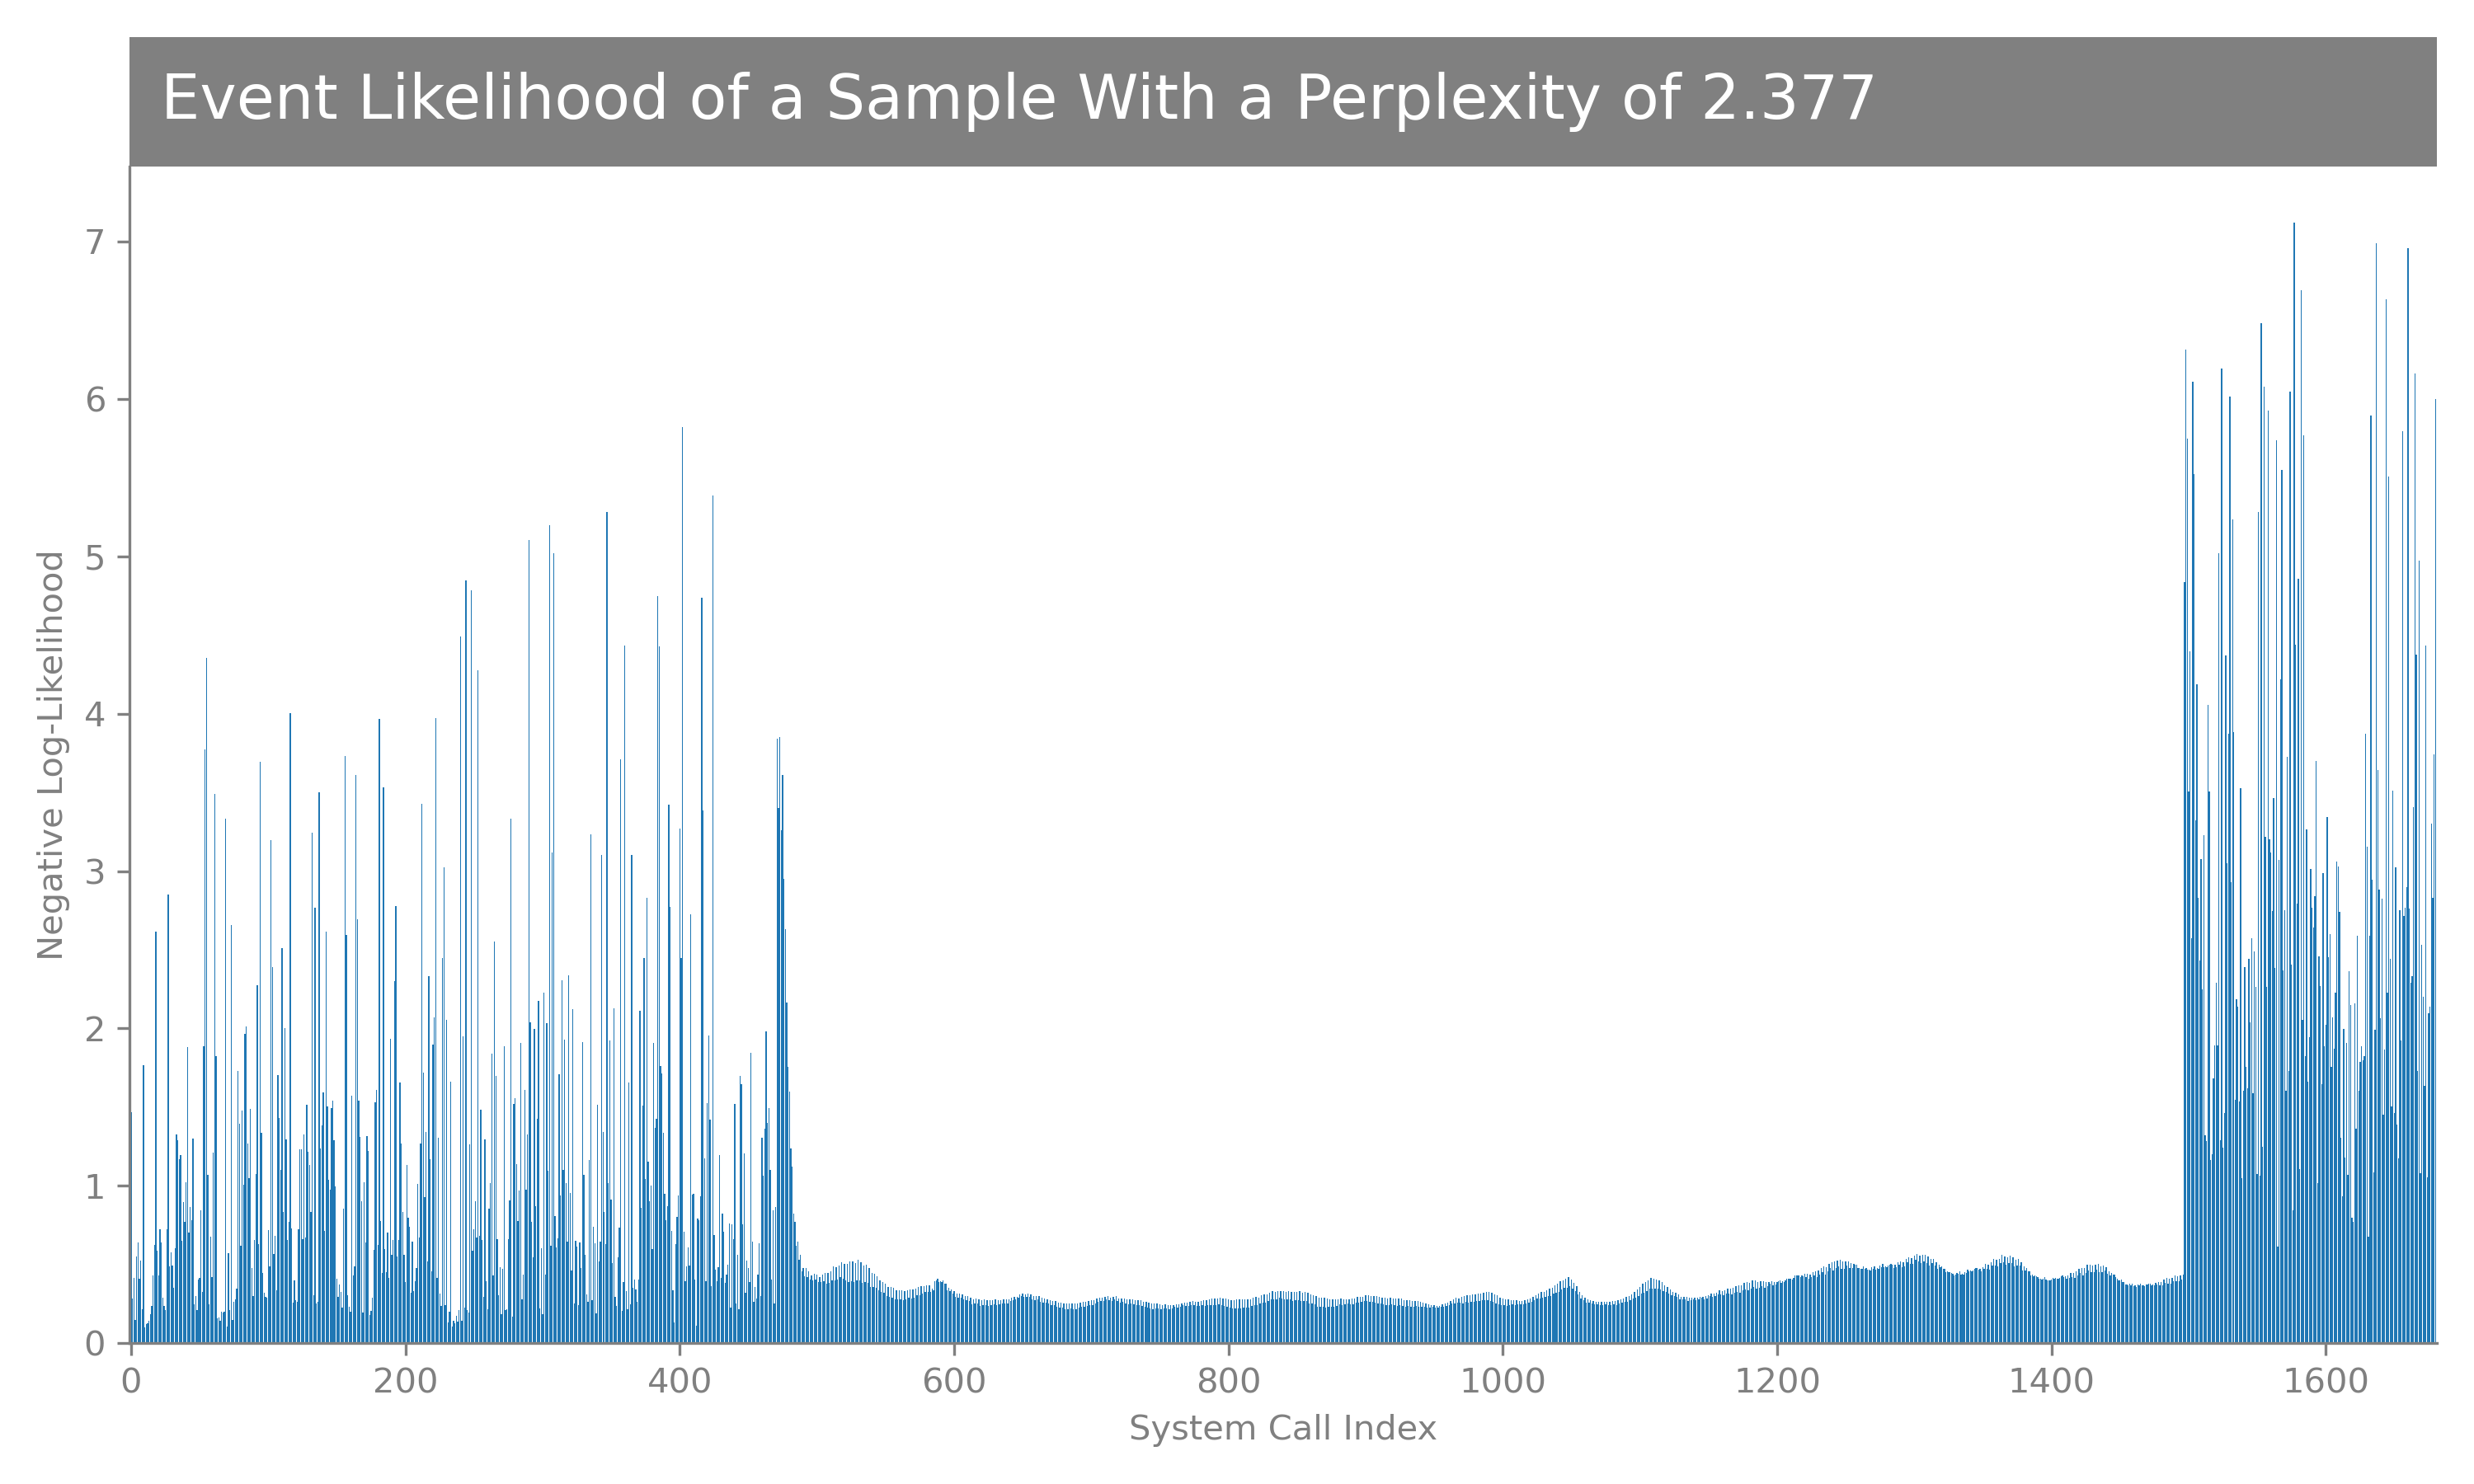 Event Likelihood of a Sample With a Perplexity of 2.377
Negative Log-Likelihood
7
6
5
4
3
2
1
0
0 200 400 600 800 1000 1200 1400 1600
System Call Index